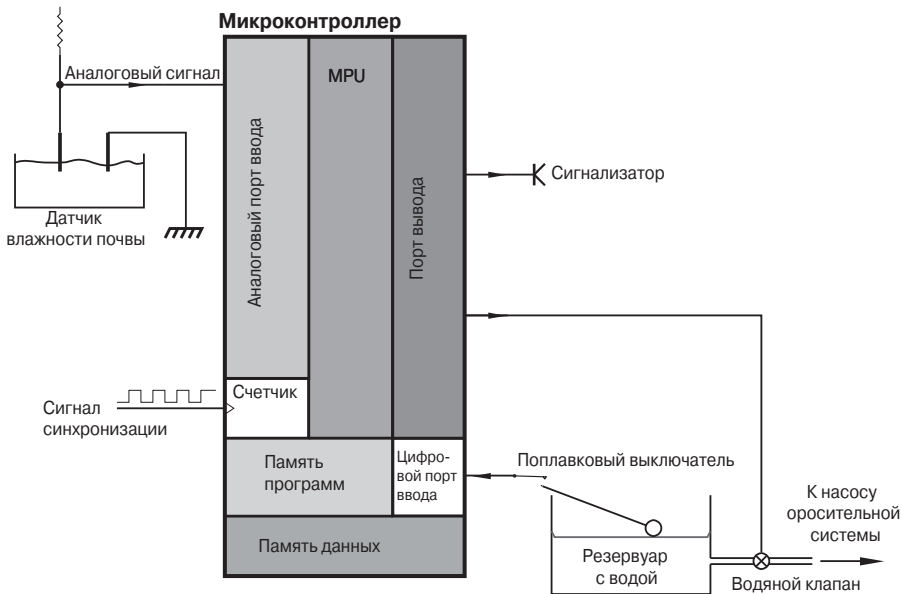 Микроконтроллер
Аналоговый сигнал
MPU
Аналоговый порт ввода
Порт вывода
Сигнализатор
Датчик
влажности почвы
Счетчик
Сигнал
синхронизации
Память
программ
Цифро-
вой порт
ввода
Поплавковый выключатель
К насосу
оросительной
системы
Память данных
Резервуар
с водой
Водяной клапан